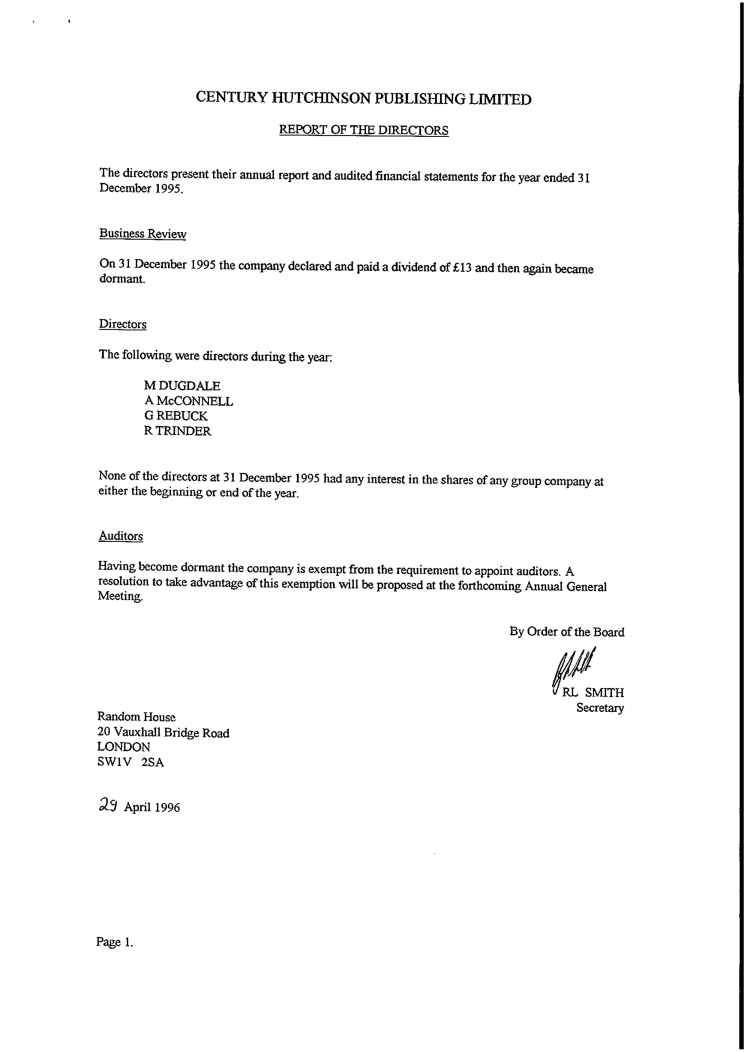 CENTURY HUTCHINSON PUBLISHING LIMITED
REPORT OF THE DIRECTORS
The directors present their annual report and audited financial statements for the year ended 31
December 1995.
Business Review
On 31 December 1995 the company declared and paid a dividend of £13 and then again became
dormant.
Directors
The following were directors during the year:
M DUGDALE
A McCONNELL
G REBUCK
R TRINDER
None of the directors at 31 December 1995 had any interest in the shares of any group company at
either the beginning or end of the year.
Auditors
Having become dormant the company is exempt from the requirement to appoint auditors. A
resolution to take advantage of this exemption will be proposed at the forthcoming Annual General
Meeting.
By Order of the Board
RL SMITH
Secretary
Random House
20 Vauxhall Bridge Road
LONDON
SW1V 2SA
29 April 1996
Page 1.